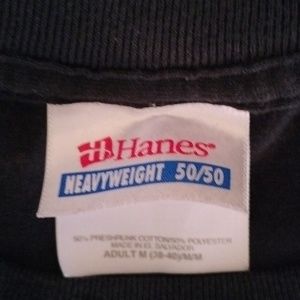 Hanes®
HEAVYWEIGHT 50/50
50% PRESHRUNK COTTON/50% POLYESTER
MADE IN EL SALVADOR
ADULT M (38-40)/M/M